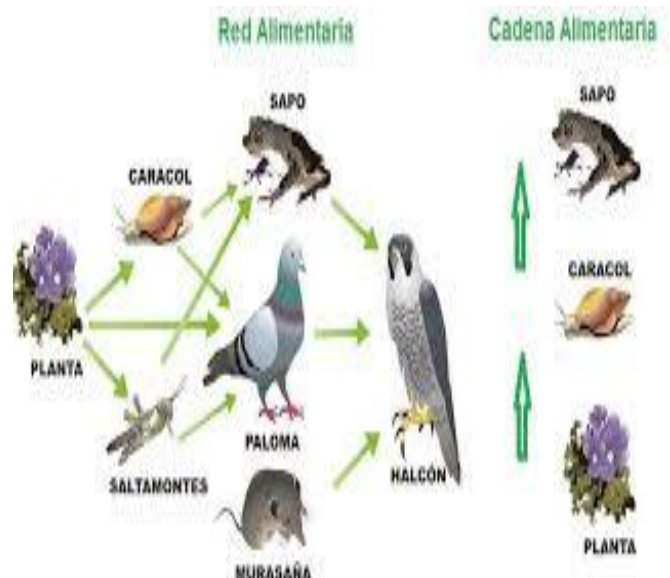 Red Alimentaria
Cadena Alimentaria
SAPO
SAPO
CARACOL
CARACOL
PLANTA
PALOMA
HALCÓN
SALTAMONTES
PLANTA
MURASAÑA